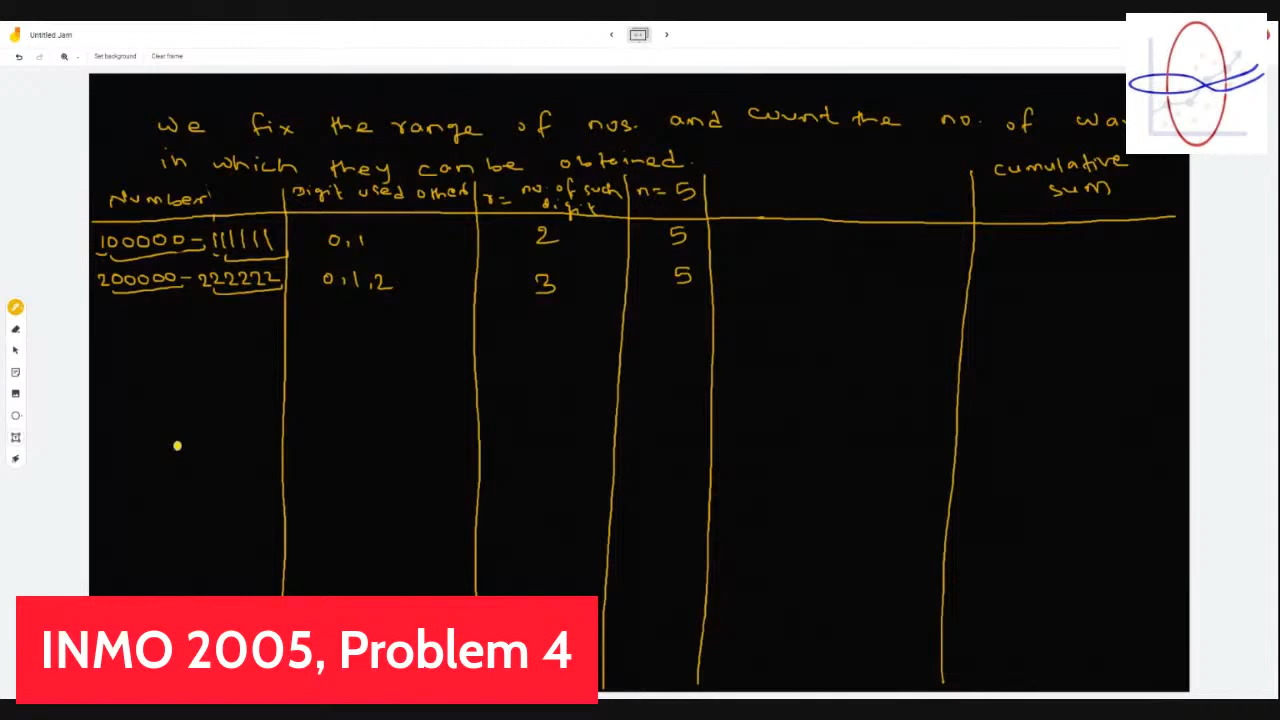 Untitled Jam
Set background Clear frame
We fix the range of nos. and count the no. of
in which they can be obtained.
Number Digit used other r = no. of such digit n = 5 cumulative sum
100000 - 111111 0,1 2 5
200000 - 222222 0,1,2 3 5
INMO 2005, Problem 4